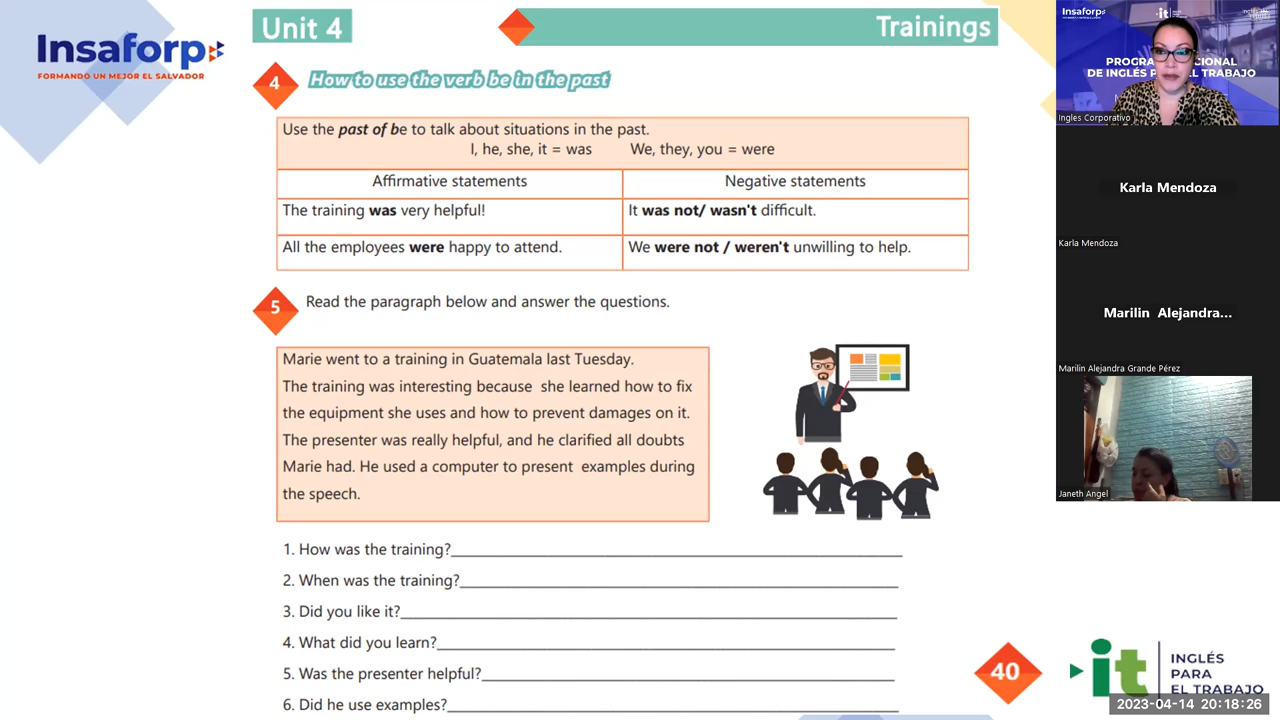 Insaforp
FORMANDO UN MEJOR EL SALVADOR
Unit 4
Trainings
4
How to use the verb be in the past
Use the past of be to talk about situations in the past.
I, he, she, it = was We, they, you = were
Affirmative statements
Negative statements
The training was very helpful!
It was not/ wasn't difficult.
All the employees were happy to attend.
We were not / weren't unwilling to help.
5
Read the paragraph below and answer the questions.
Marie went to a training in Guatemala last Tuesday.
The training was interesting because she learned how to fix
the equipment she uses and how to prevent damages on it.
The presenter was really helpful, and he clarified all doubts
Marie had. He used a computer to present examples during
the speech.
1. How was the training?
2. When was the training?
3. Did you like it?
4. What did you learn?
5. Was the presenter helpful?
6. Did he use examples?
40
it
INGLÉS
PARA
EL TRABAJO
2023-04-14 20:18:26
Insaforp
it
PROGRA CIONAL
DE INGLÉS P EL TRABAJO
Ingles Corporativo
Karla Mendoza
Karla Mendoza
Marilin Alejandra...
Marilin Alejandra Grande Pérez
Janeth Angel